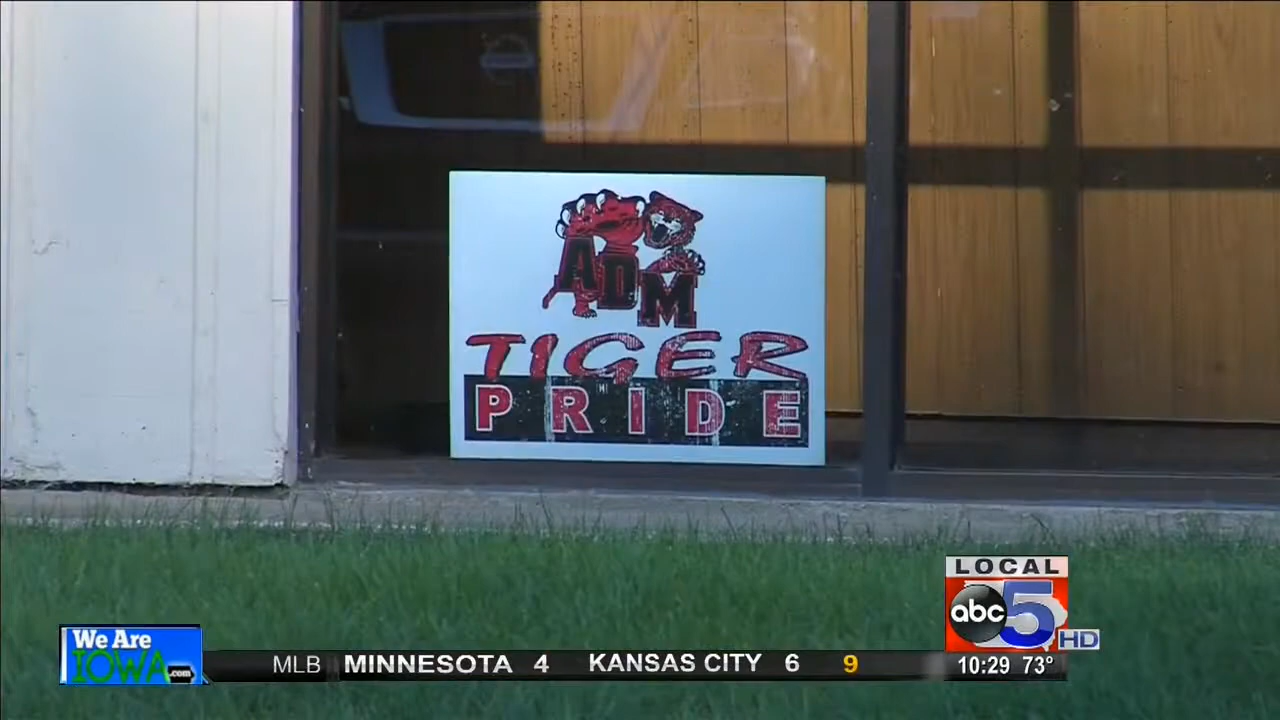 ADM
TIGER
PRIDE
LOCAL
abc 5 HD
We Are
IOWA.com
MLB MINNESOTA 4 KANSAS CITY 6 9
10:29 73°